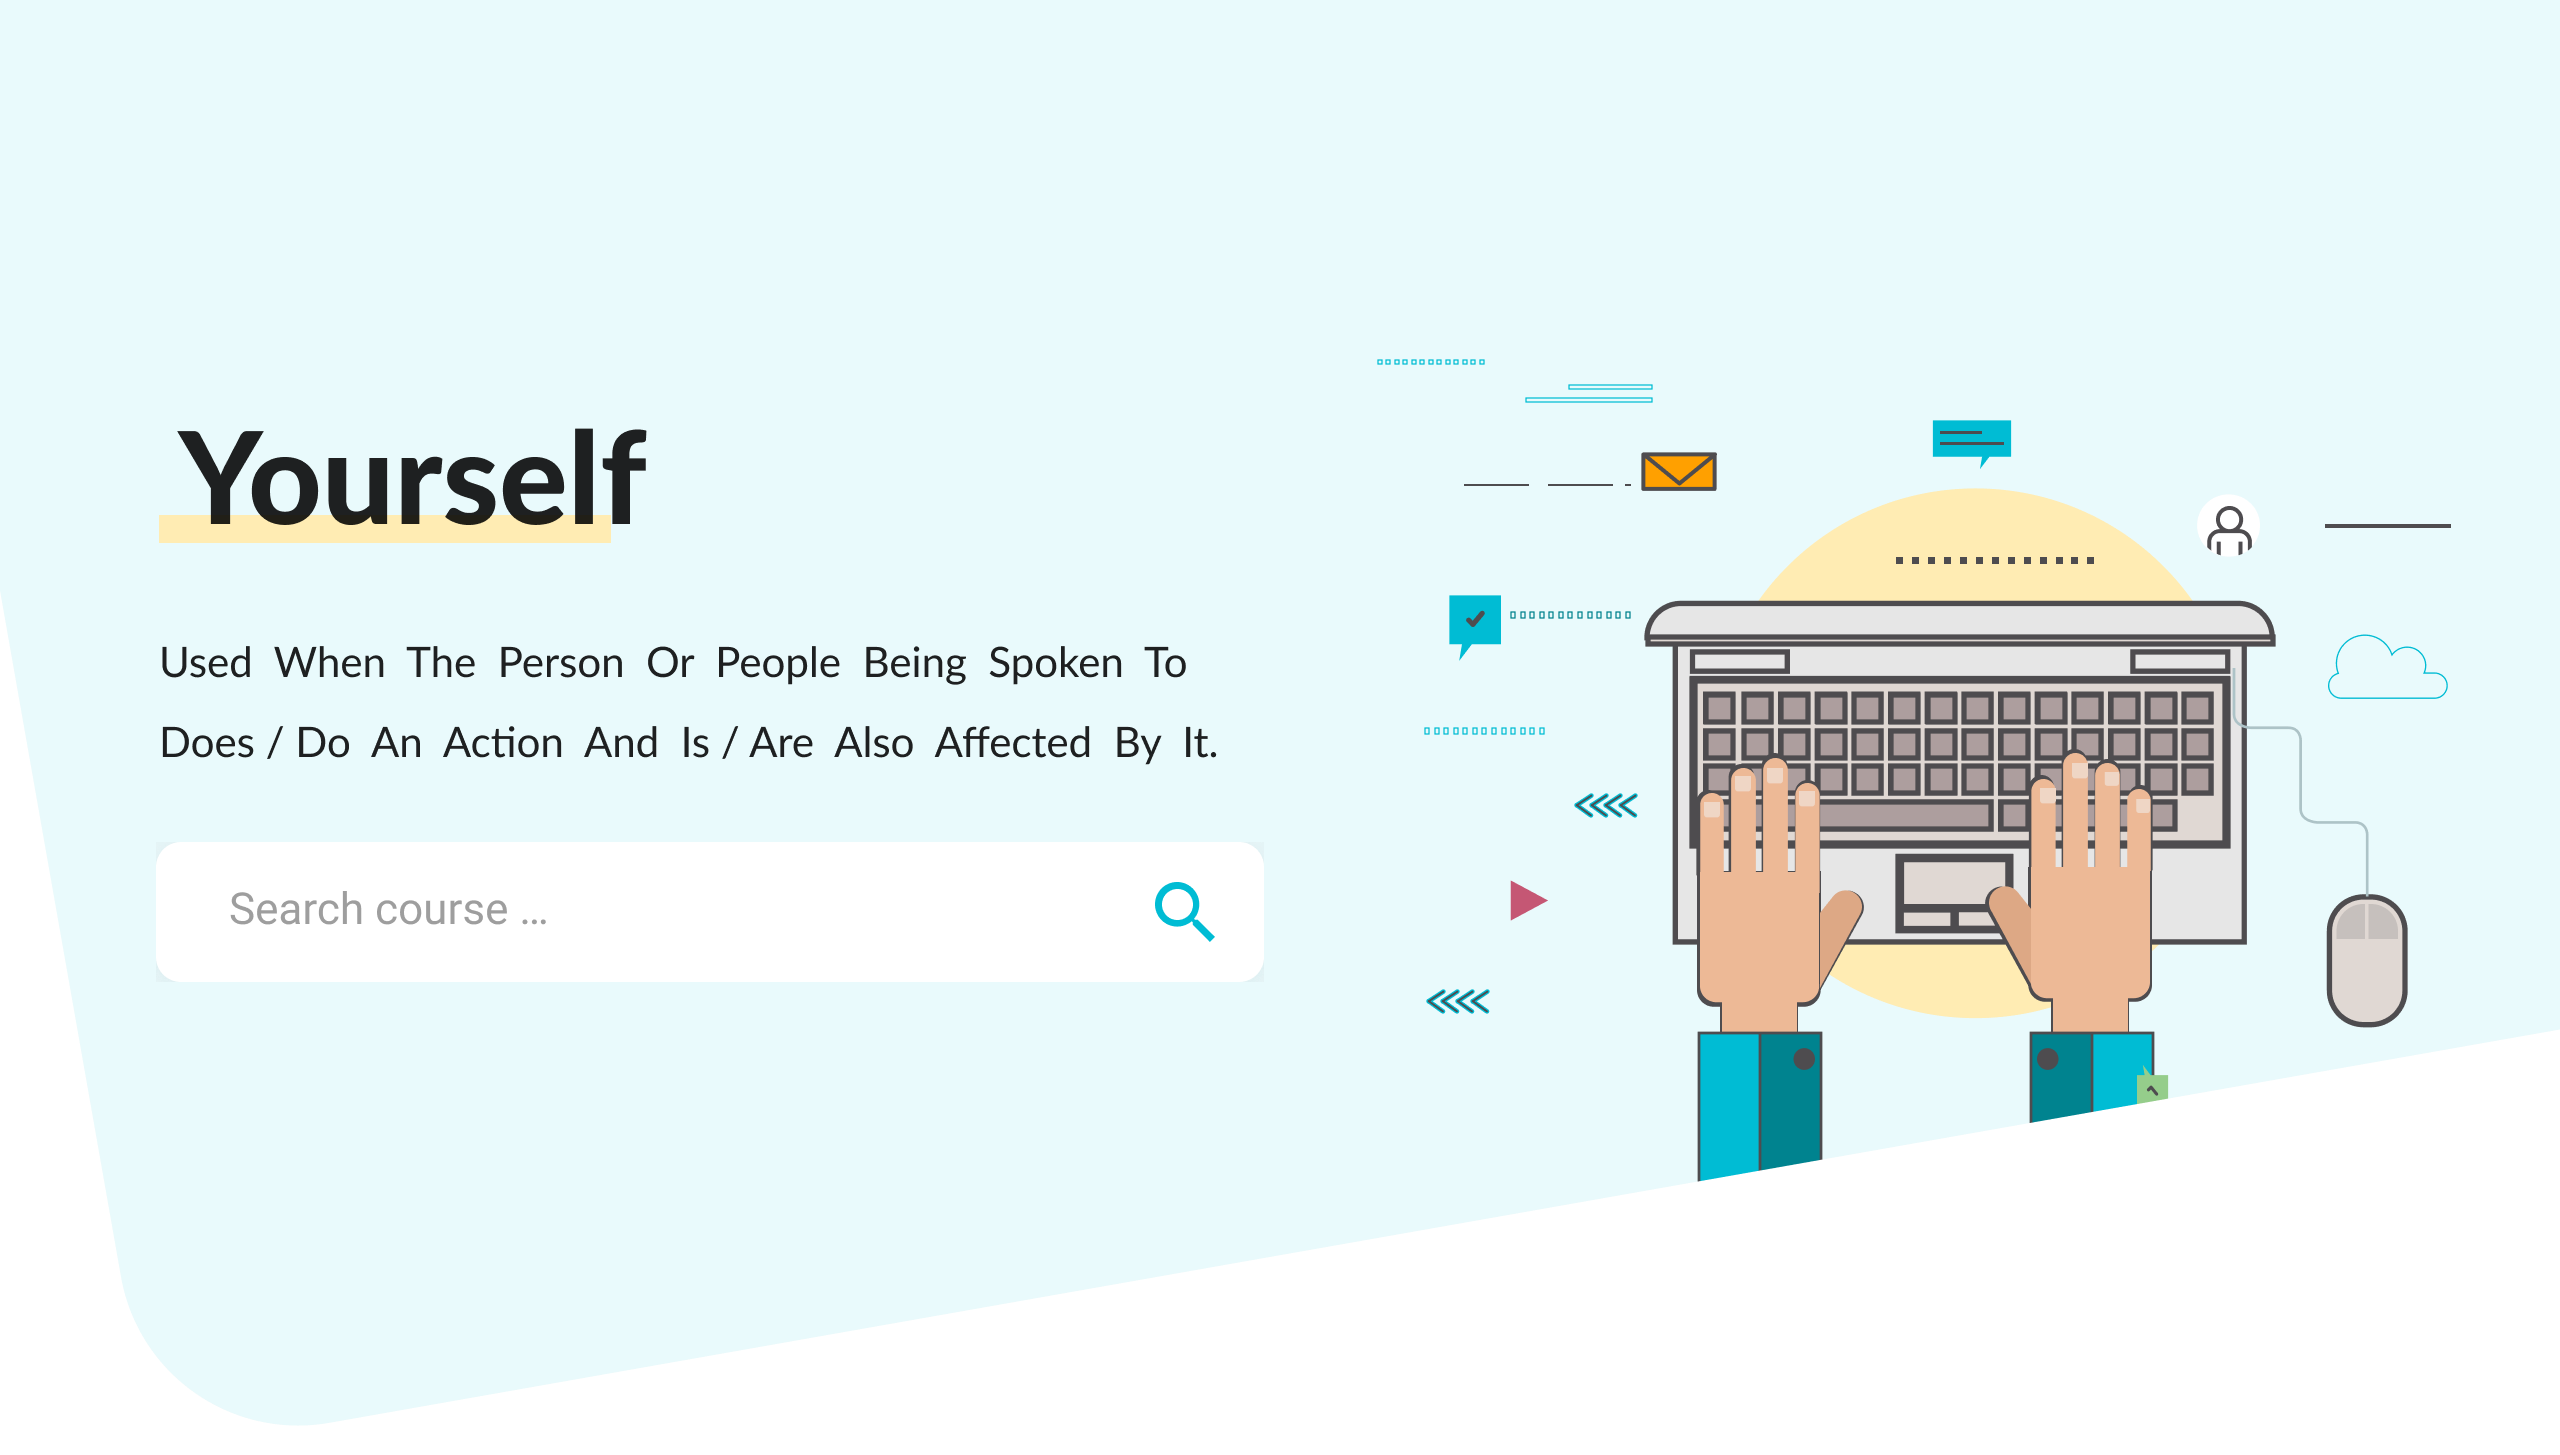 Yourself
Used When The Person Or People Being Spoken To
Does / Do An Action And Is / Are Also Affected By It.
Search course ...